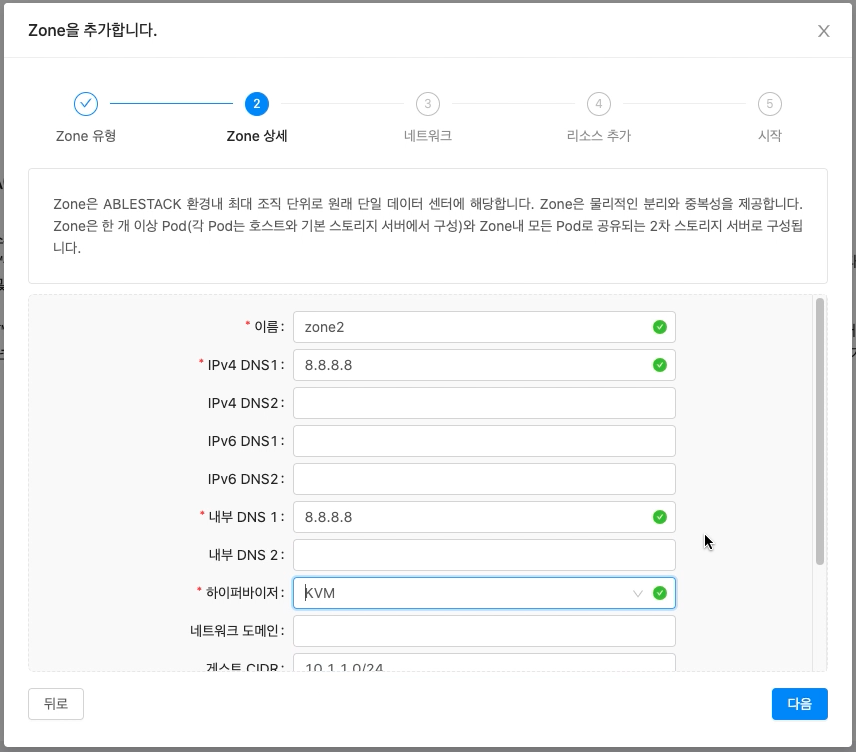 Zone을 추가합니다.
2
3
4
5
Zone 유형
Zone 상세
네트워크
리소스 추가
시작
Zone은 ABLESTACK 환경내 최대 조직 단위로 원래 단일 데이터 센터에 해당합니다. Zone은 물리적인 분리와 중복성을 제공합니다.
Zone은 한 개 이상 Pod(각 Pod는 호스트와 기본 스토리지 서버에서 구성)와 Zone내 모든 Pod로 공유되는 2차 스토리지 서버로 구성됩
니다.
* 이름 : zone2
* IPv4 DNS1 : 8.8.8.8
IPv4 DNS2 :
IPv6 DNS1 :
IPv6 DNS2 :
* 내부 DNS 1 : 8.8.8.8
내부 DNS 2 :
* 하이퍼바이저 : KVM
네트워크 도메인 :
게스트 CIDR : 10.1.1.0/24
뒤로
다음